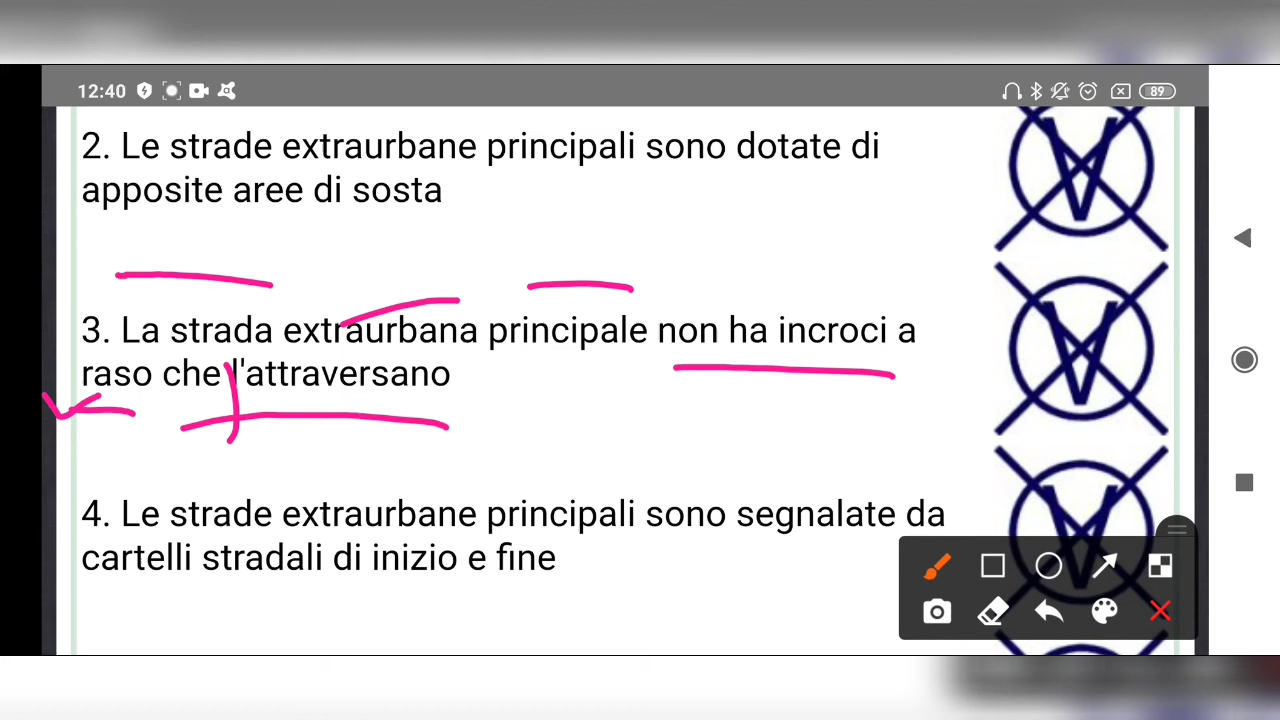 12:40
89
2. Le strade extraurbane principali sono dotate di
apposite aree di sosta
V
3. La strada extraurbana principale non ha incroci a
raso che l'attraversano
V
4. Le strade extraurbane principali sono segnalate da
cartelli stradali di inizio e fine
V